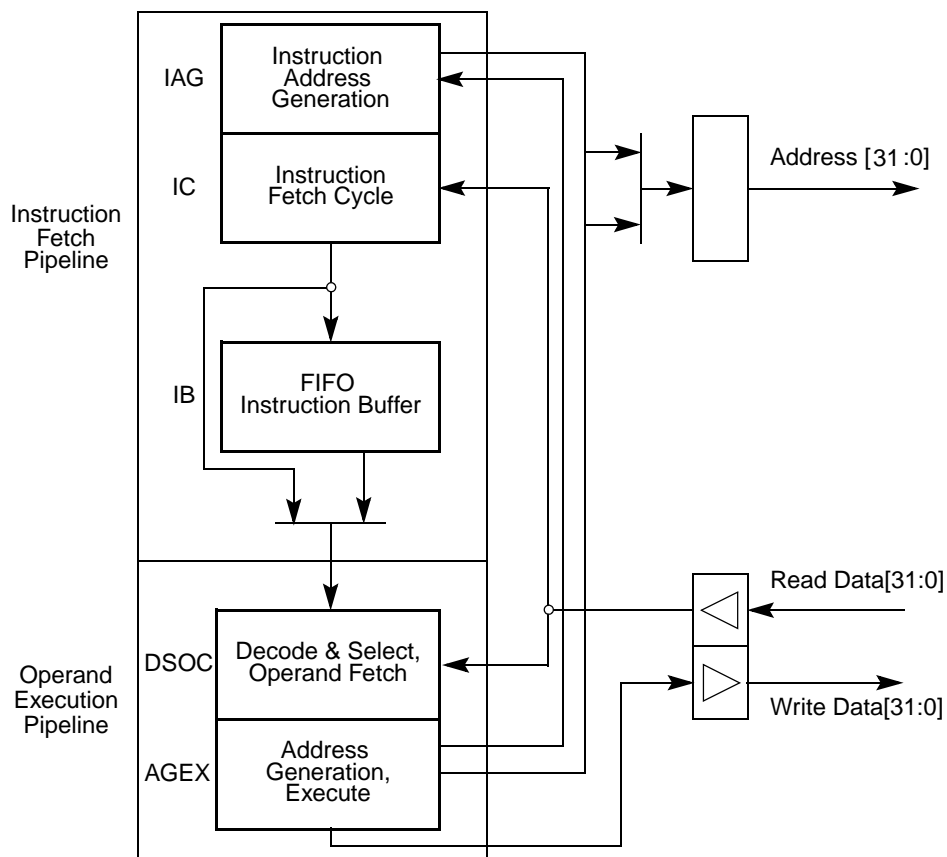 IAG
Instruction
Address
Generation
IC
Instruction
Fetch Cycle
Address [31:0]
Instruction
Fetch
Pipeline
IB
FIFO
Instruction Buffer
Read Data[31:0]
DSOC
Decode & Select,
Operand Fetch
Operand
Execution
Pipeline
Write Data[31:0]
AGEX
Address
Generation,
Execute